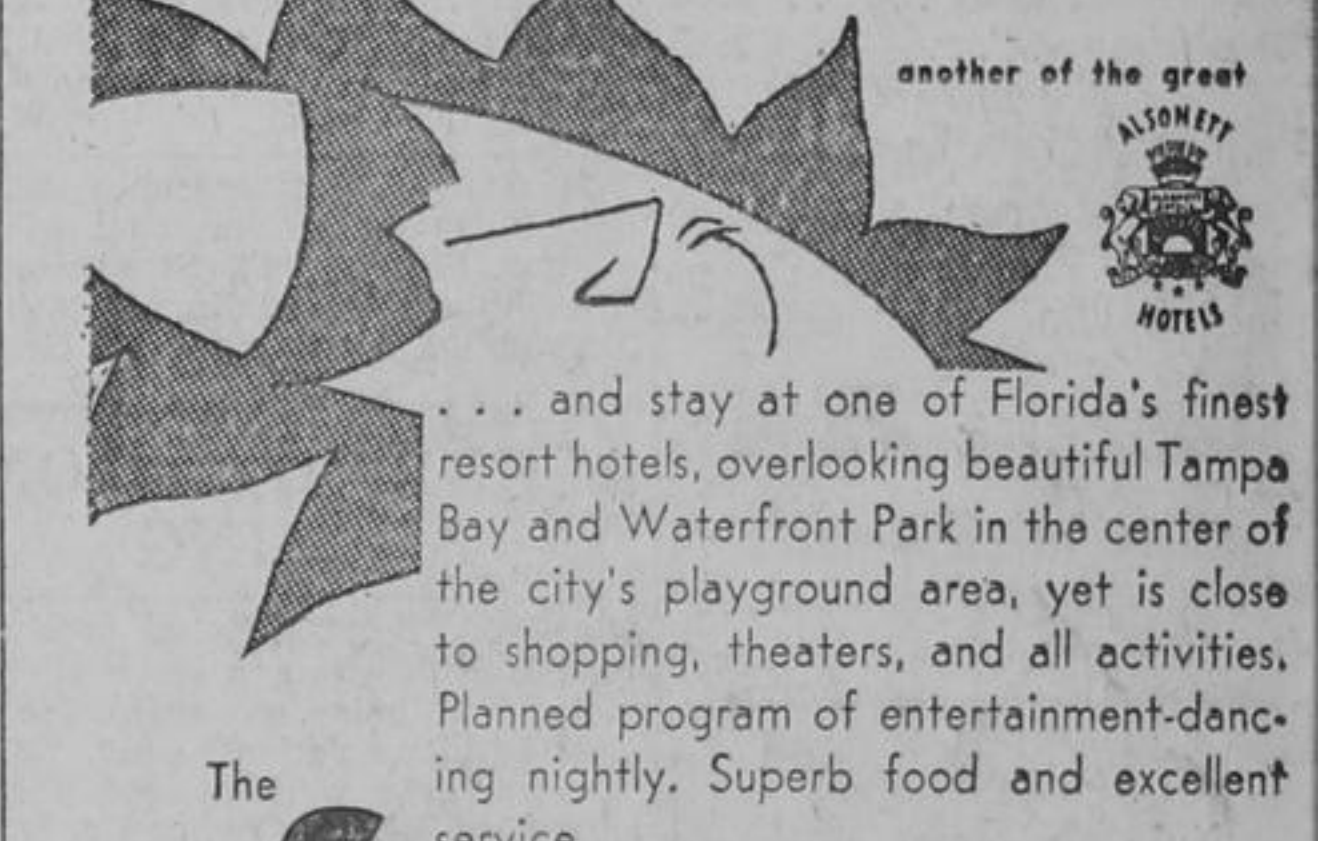 another of the great
ALSONETT
HOTELS
. . . and stay at one of Florida's finest
resort hotels, overlooking beautiful Tampa
Bay and Waterfront Park in the center of
the city's playground area, yet is close
to shopping, theaters, and all activities.
Planned program of entertainment-danc-
ing nightly. Superb food and excellent
The
service